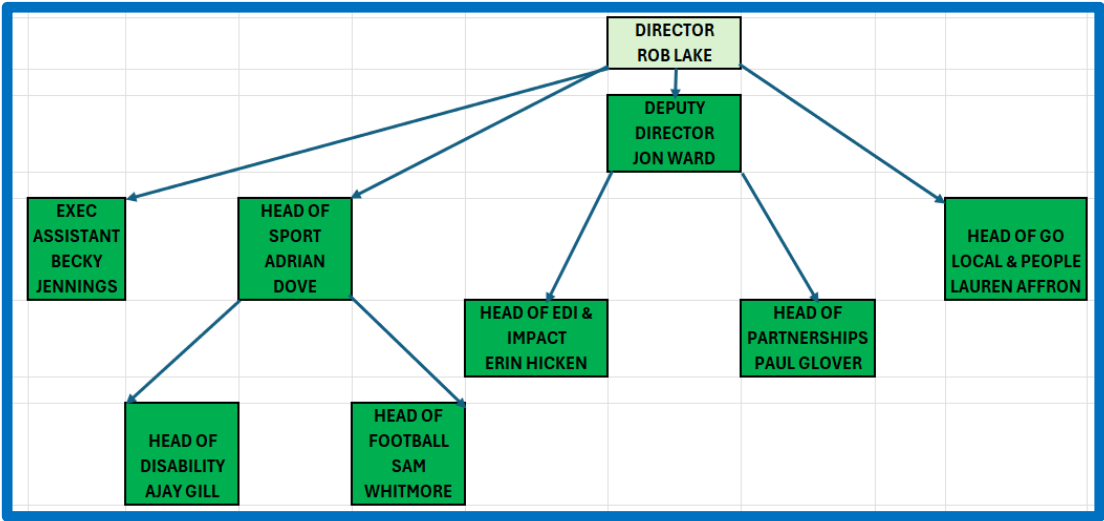 DIRECTOR
ROB LAKE
DEPUTY
DIRECTOR
JON WARD
EXEC
ASSISTANT
BECKY
JENNINGS
HEAD OF
SPORT
ADRIAN
DOVE
HEAD OF GO
LOCAL & PEOPLE
LAUREN AFFRON
HEAD OF EDI &
IMPACT
ERIN HICKEN
HEAD OF
PARTNERSHIPS
PAUL GLOVER
HEAD OF
DISABILITY
AJAY GILL
HEAD OF
FOOTBALL
SAM
WHITMORE